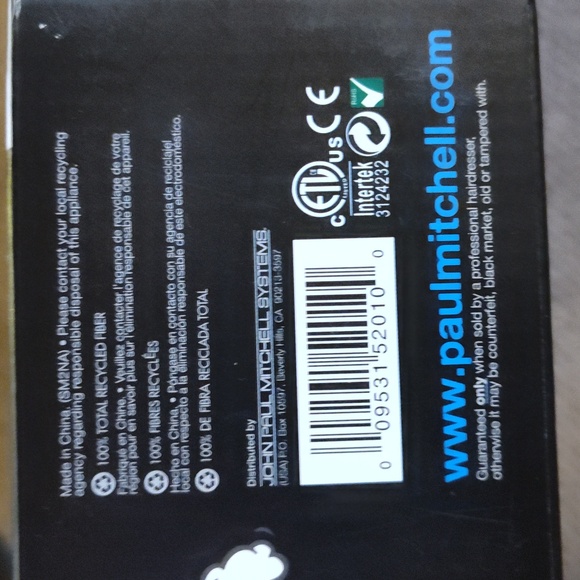 Made in China. (SMENA) • Please contact your local recycling
agency regarding responsible disposal of this appliance.
100% TOTAL RECYCLED FIBER
Fabriqué en Chine. • Veuillez contacter l'agence de recyclage de votre
région pour en savoir plus sur l'élimination responsable de cet appareil.
100% FIBRES RECYCLÉES
Hecho en China. • Póngase en contacto con su agencia de reciclaje
local con respecto a la eliminación responsable de este electrodoméstico.
100% DE FIBRA RECICLADA TOTAL
Distributed by
JOHN PAUL MITCHELL SYSTEMS.
(USA) P.O. Box 10597, Beverly Hills, CA 90213-3597
c ETL us CE
Intertek
3124232
RoHS
0 09531 52010 0
www.paulmitchell.com
Guaranteed only when sold by a professional hairdresser,
otherwise it may be counterfeit, black market, old or tampered with.